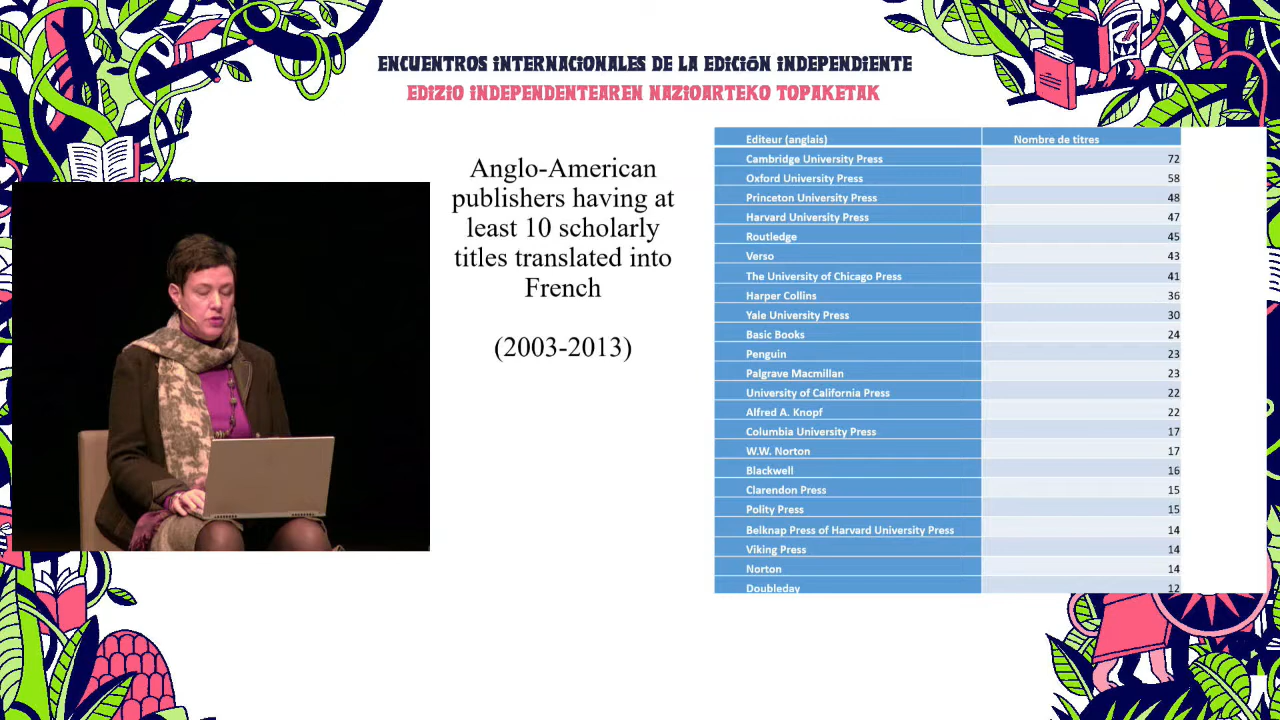 ENCUENTROS INTERNACIONALES DE LA EDICIÓN INDEPENDIENTE
EDIZIO INDEPENDENTEAREN NAZIOARTEKO TOPAKETAK
Anglo-American
publishers having at
least 10 scholarly
titles translated into
French
(2003-2013)
Editeur (anglais) Nombre de titres
Cambridge University Press 72
Oxford University Press 58
Princeton University Press 48
Harvard University Press 47
Routledge 45
Verso 43
The University of Chicago Press 41
Harper Collins 36
Yale University Press 30
Basic Books 24
Penguin 23
Palgrave Macmillan 23
University of California Press 22
Alfred A. Knopf 22
Columbia University Press 17
W.W. Norton 17
Blackwell 16
Clarendon Press 15
Polity Press 15
Belknap Press of Harvard University Press 14
Viking Press 14
Norton 14
Doubleday 12